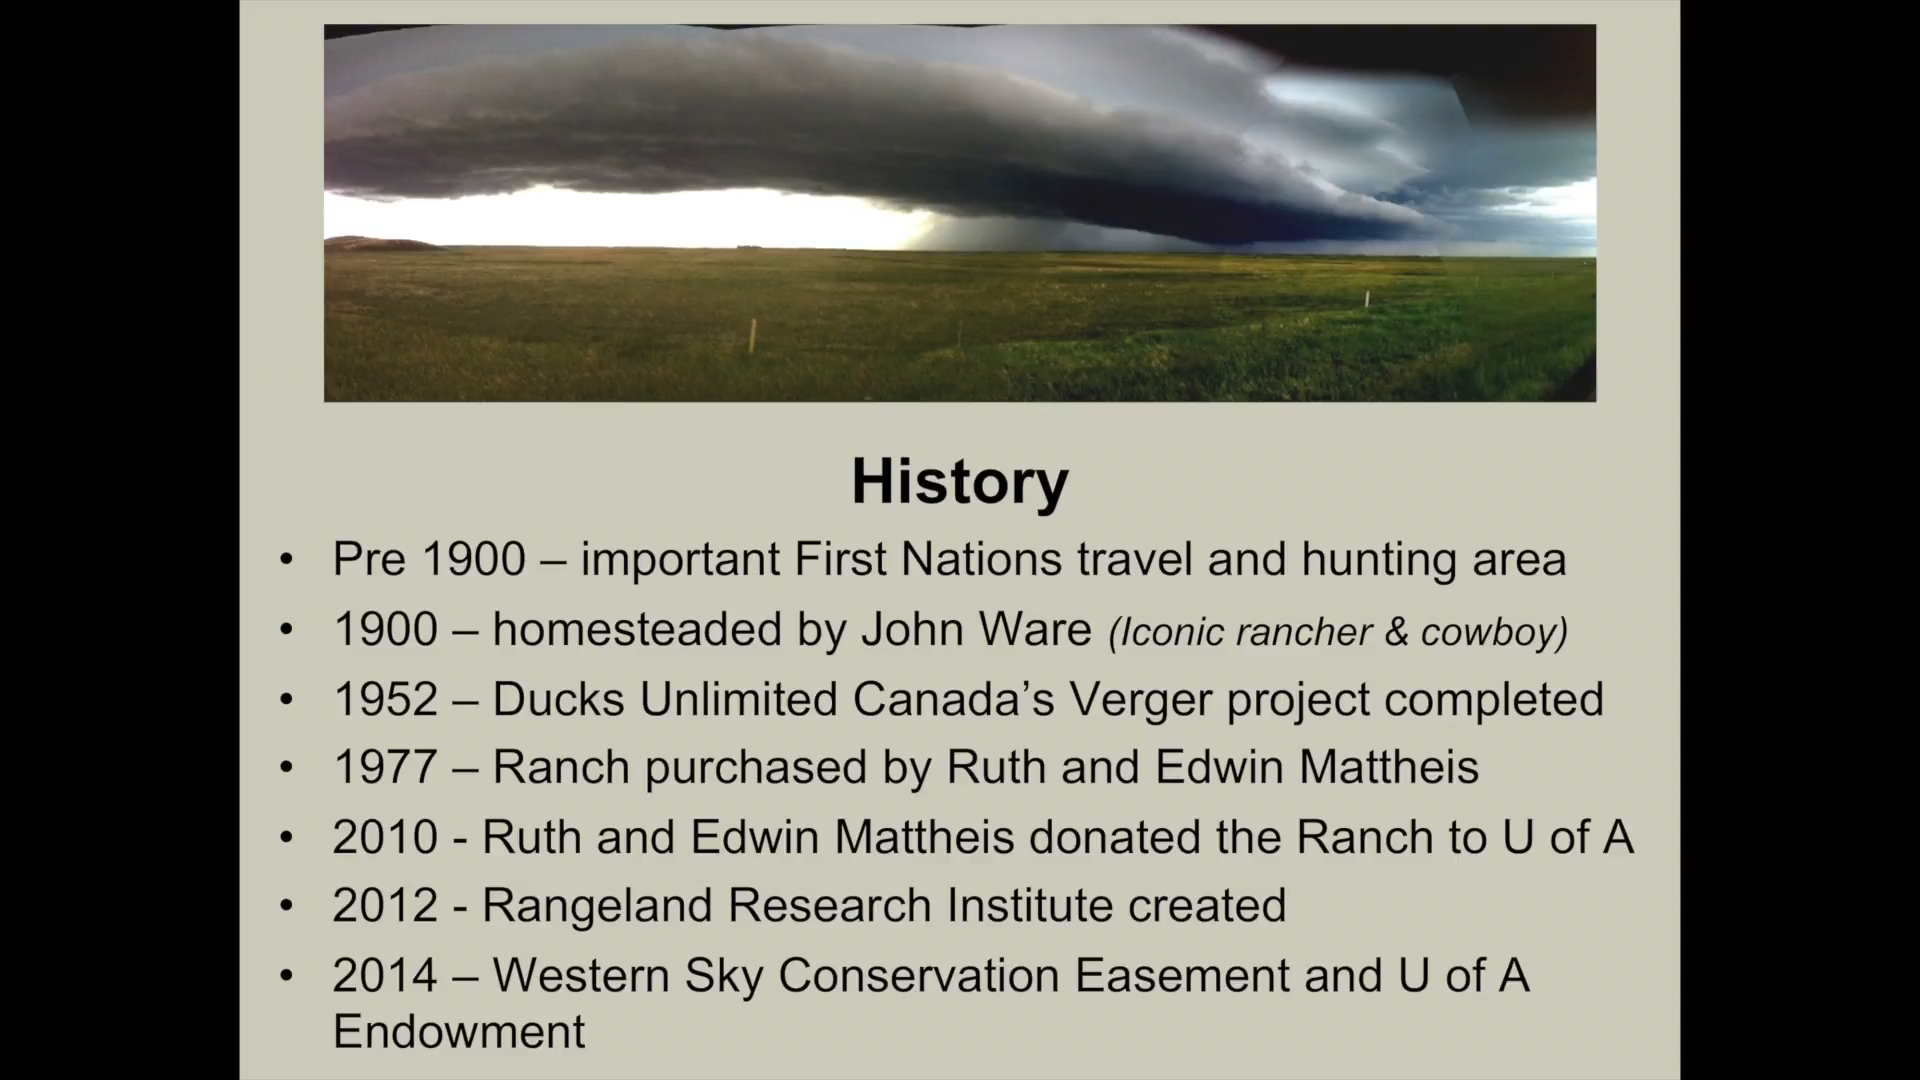 History
• Pre 1900 – important First Nations travel and hunting area
• 1900 – homesteaded by John Ware (Iconic rancher & cowboy)
• 1952 – Ducks Unlimited Canada’s Verger project completed
• 1977 – Ranch purchased by Ruth and Edwin Mattheis
• 2010 - Ruth and Edwin Mattheis donated the Ranch to U of A
• 2012 - Rangeland Research Institute created
• 2014 – Western Sky Conservation Easement and U of A
Endowment